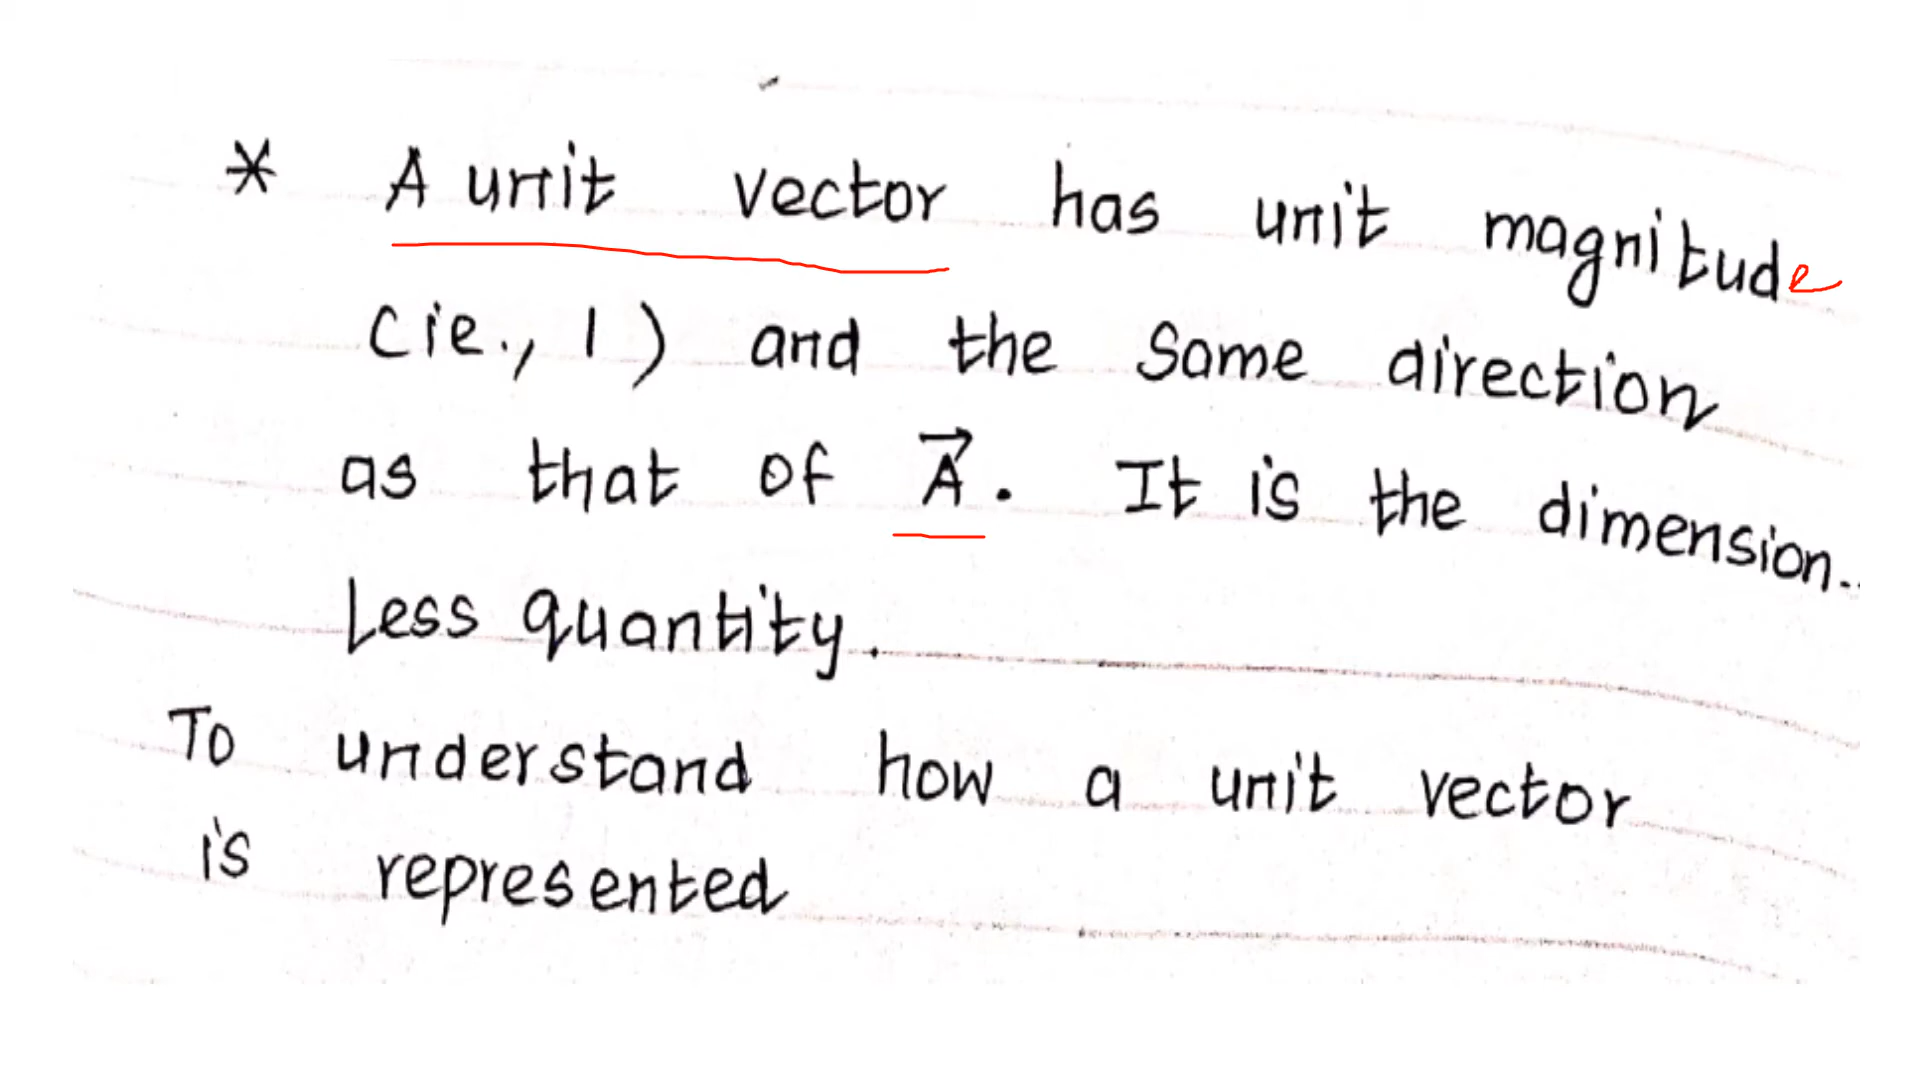 * A unit vector has unit magnitude
(ie., 1) and the same direction
as that of A⃗. It is the dimension..
Less quantity.
To understand how a unit vector
is represented